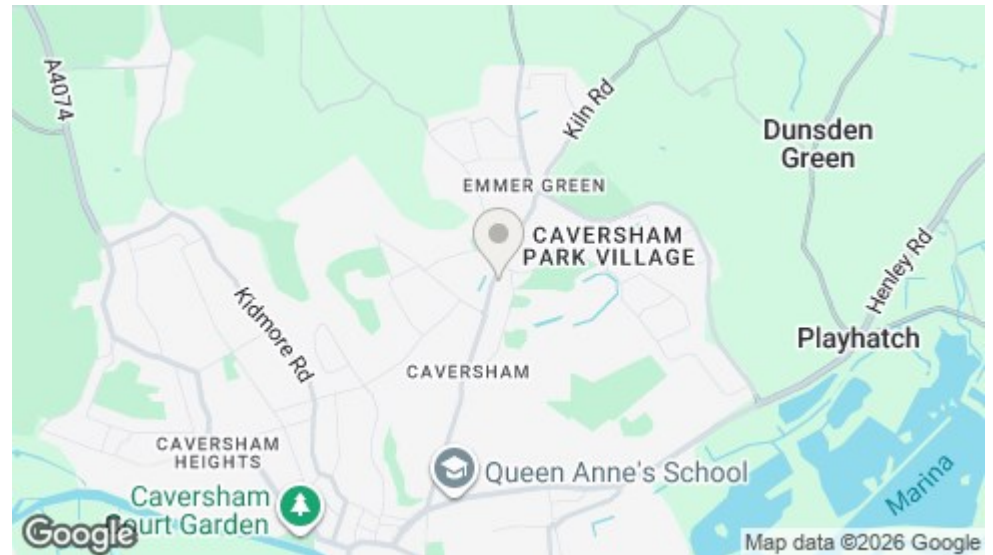 A4074
Kiln Rd
Dunsden
Green
EMMER GREEN
CAVERSHAM
PARK VILLAGE
Henley Rd
Kidmore Rd
Playhatch
CAVERSHAM
CAVERSHAM
HEIGHTS
Queen Anne's School
Caversham
ourt Garden
Marina
Google
Map data ©2026 Google